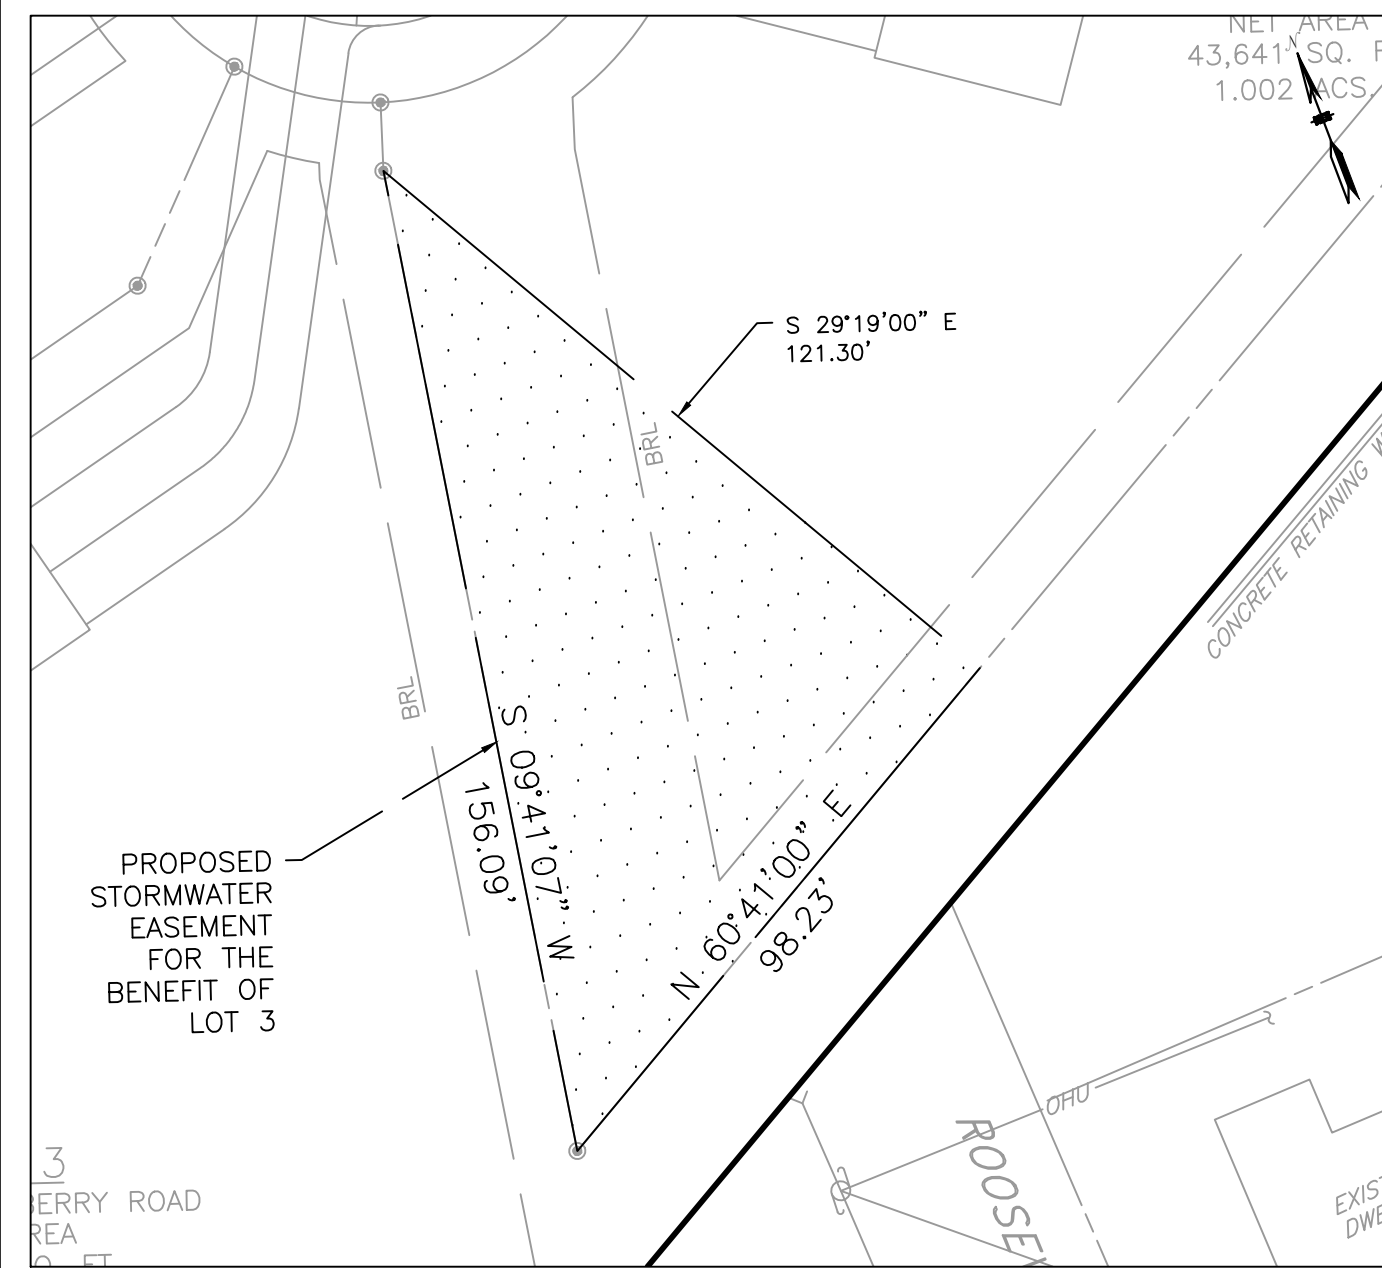 NET AREA
43,641 SQ. F
1.002 ACS.
N
S 29°19'00" E
121.30'
BRL
CONCRETE RETAINING W
BRL
S 09°41'07" W
156.09'
N 60°41'00" E
98.23'
PROPOSED
STORMWATER
EASEMENT
FOR THE
BENEFIT OF
LOT 3
OHU
ROOSE
3
BERRY ROAD
REA
EXIS
DWE